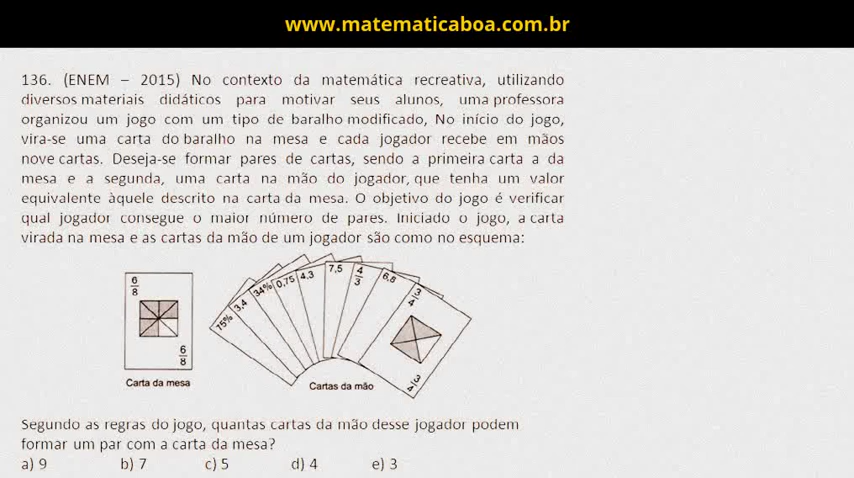 www.matematicaboa.com.br
136. (ENEM – 2015) No contexto da matemática recreativa, utilizando
diversos materiais didáticos para motivar seus alunos, uma professora
organizou um jogo com um tipo de baralho modificado, No início do jogo,
vira-se uma carta do baralho na mesa e cada jogador recebe em mãos
nove cartas. Deseja-se formar pares de cartas, sendo a primeira carta a da
mesa e a segunda, uma carta na mão do jogador, que tenha um valor
equivalente àquele descrito na carta da mesa. O objetivo do jogo é verificar
qual jogador consegue o maior número de pares. Iniciado o jogo, a carta
virada na mesa e as cartas da mão de um jogador são como no esquema:
6/8
6/8
Carta da mesa
75%
3,4
34%
0,75
4,3
7,5
4/3
6,8
3/4
3/4
Cartas da mão
Segundo as regras do jogo, quantas cartas da mão desse jogador podem
formar um par com a carta da mesa?
a) 9 b) 7 c) 5 d) 4 e) 3